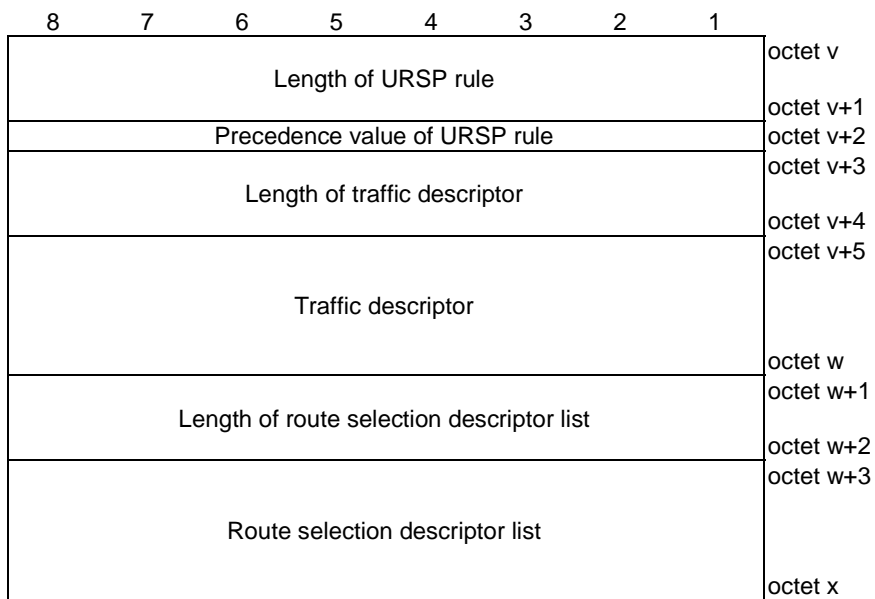 8 7 6 5 4 3 2 1
octet v
Length of URSP rule
octet v+1
Precedence value of URSP rule octet v+2
octet v+3
Length of traffic descriptor
octet v+4
octet v+5
Traffic descriptor
octet w
octet w+1
Length of route selection descriptor list
octet w+2
octet w+3
Route selection descriptor list
octet x